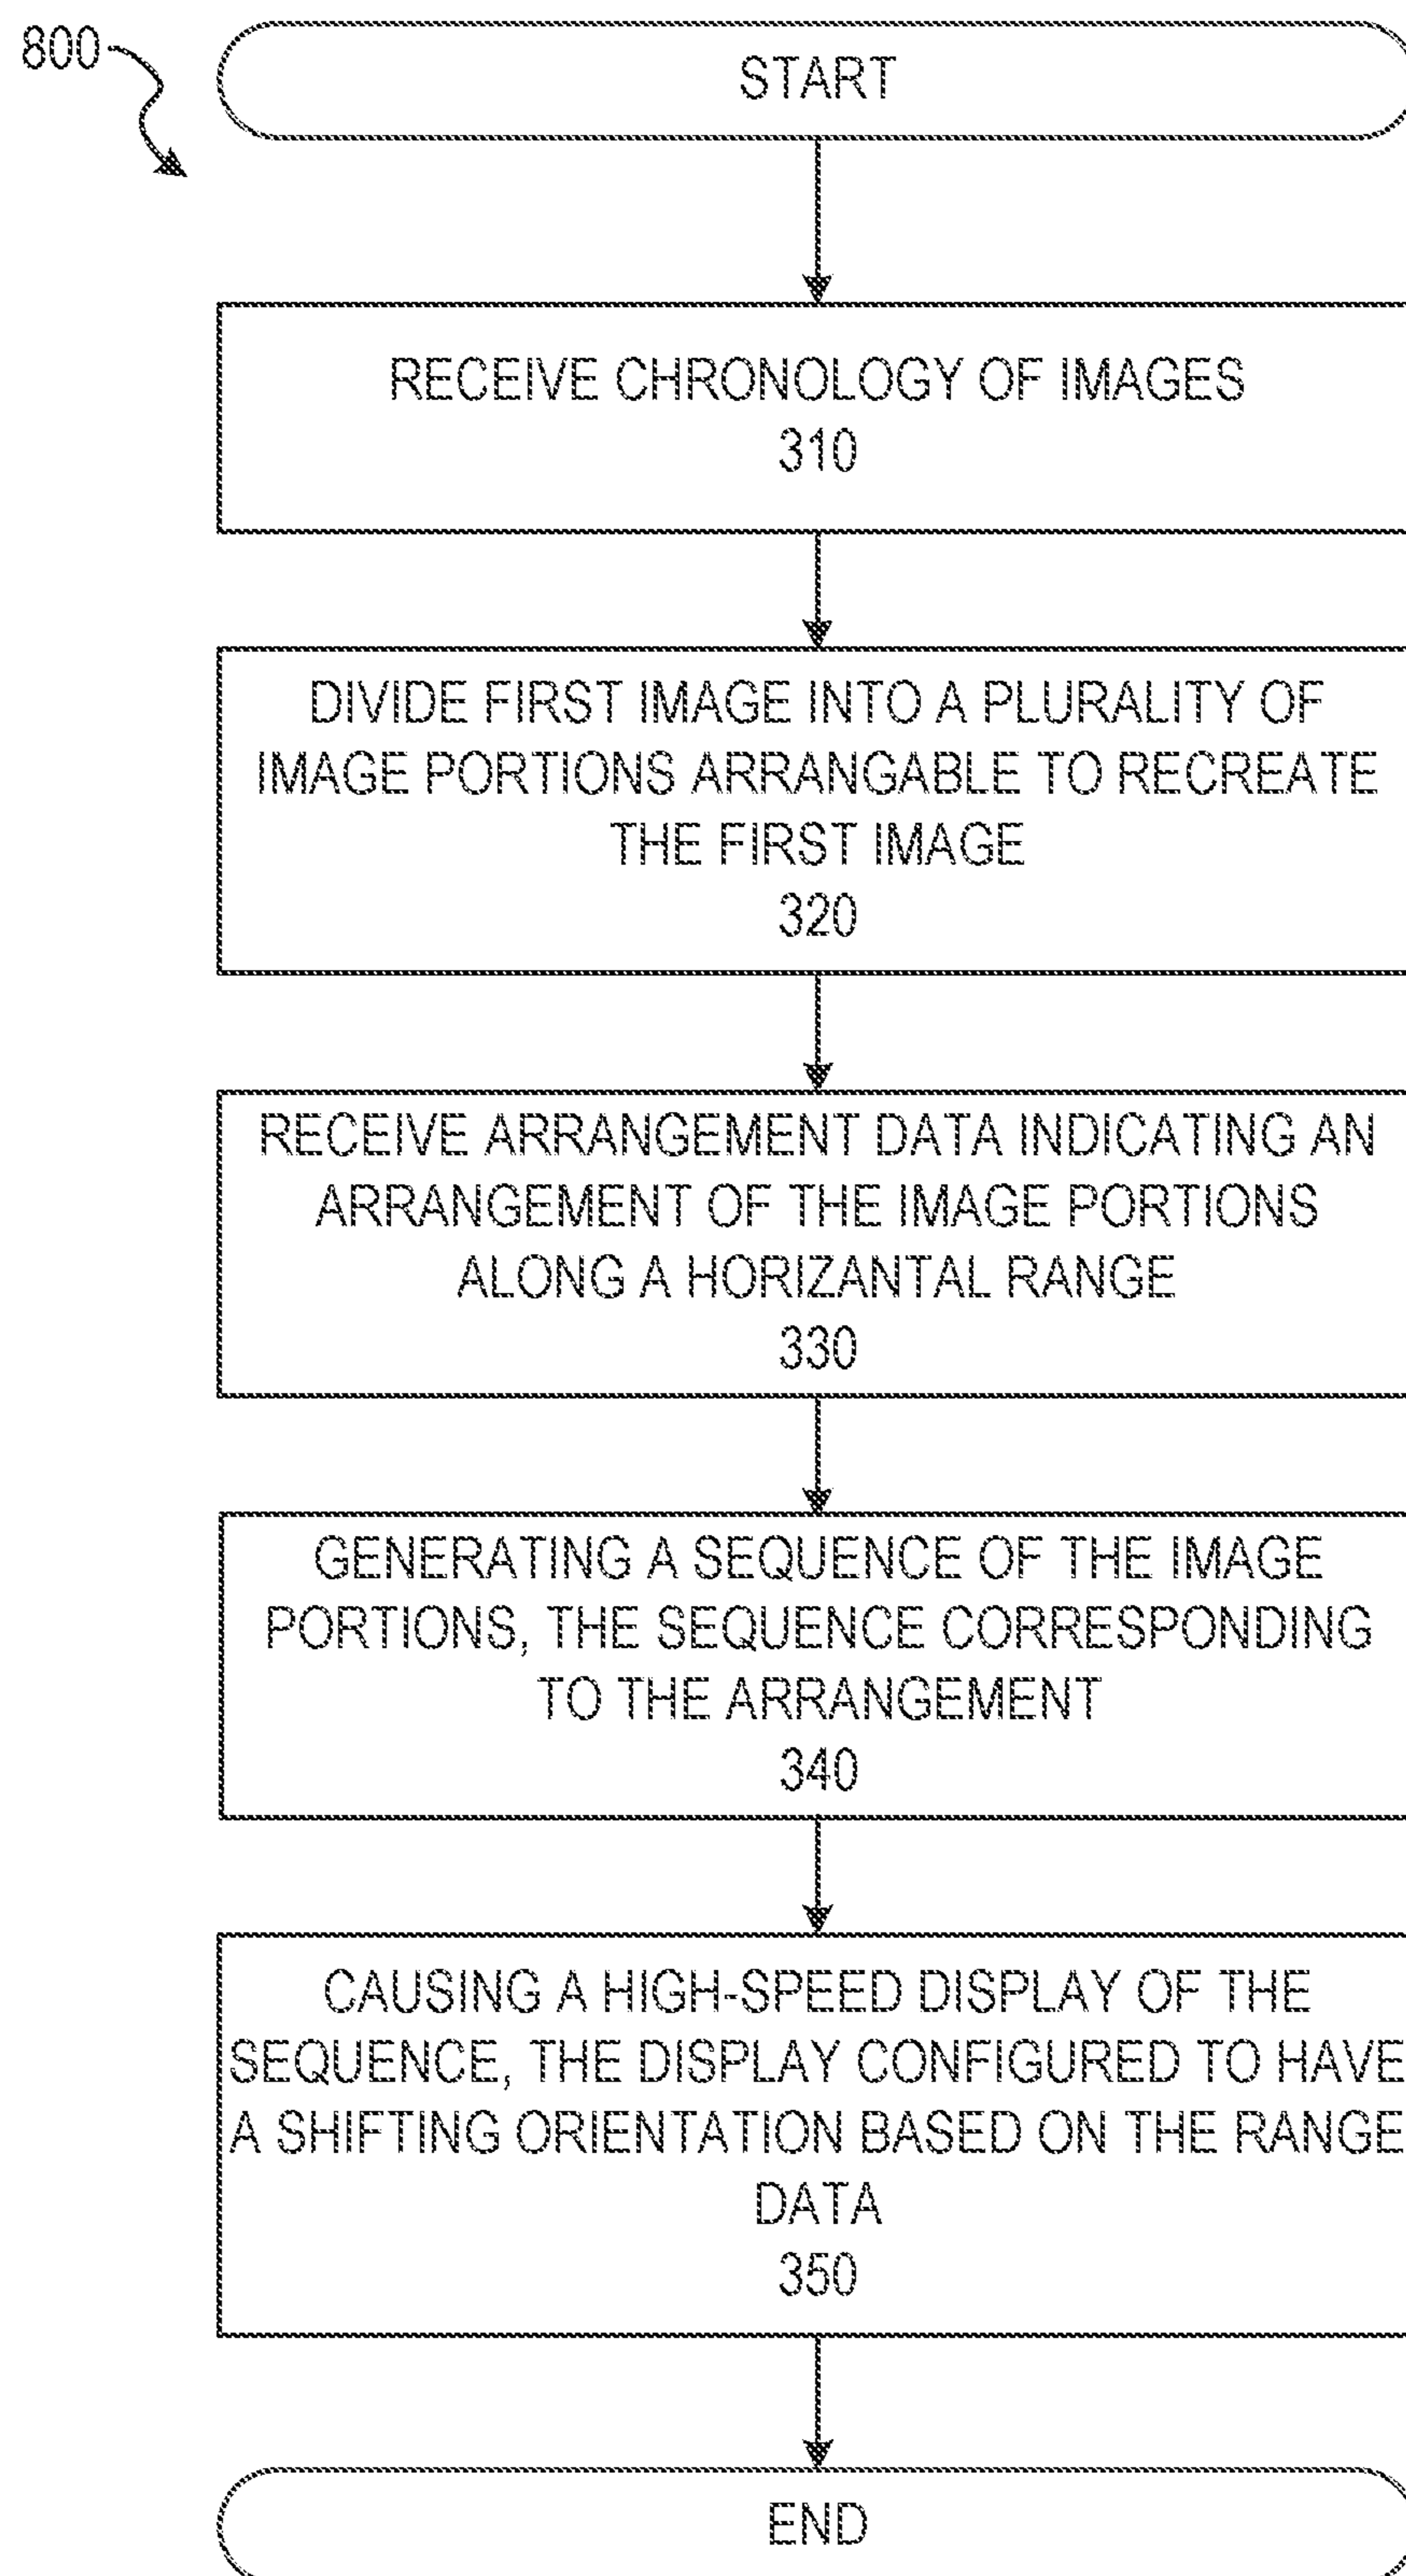 800
START
RECEIVE CHRONOLOGY OF IMAGES
310
DIVIDE FIRST IMAGE INTO A PLURALITY OF
IMAGE PORTIONS ARRANGABLE TO RECREATE
THE FIRST IMAGE
320
RECEIVE ARRANGEMENT DATA INDICATING AN
ARRANGEMENT OF THE IMAGE PORTIONS
ALONG A HORIZANTAL RANGE
330
GENERATING A SEQUENCE OF THE IMAGE
PORTIONS, THE SEQUENCE CORRESPONDING
TO THE ARRANGEMENT
340
CAUSING A HIGH-SPEED DISPLAY OF THE
SEQUENCE, THE DISPLAY CONFIGURED TO HAVE
A SHIFTING ORIENTATION BASED ON THE RANGE
DATA
350
END